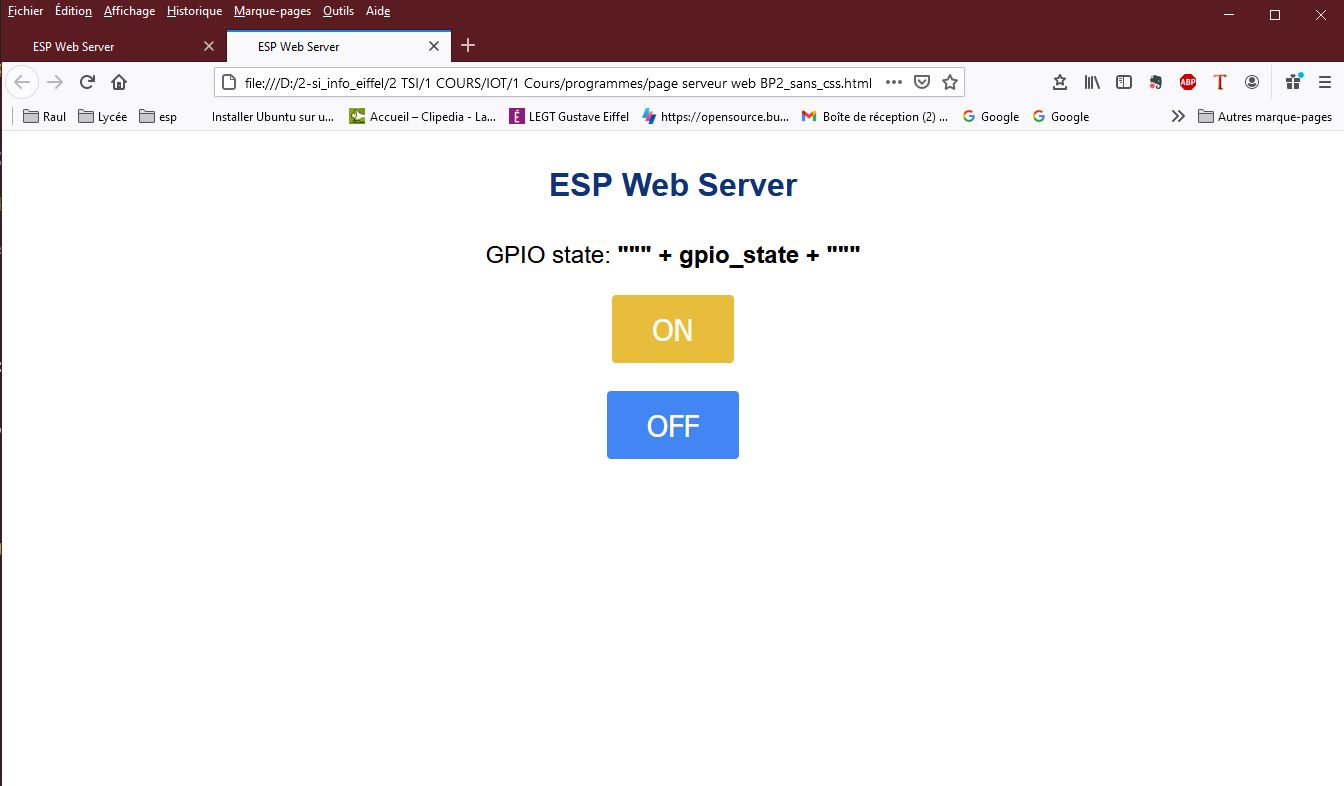 Fichier Édition Affichage Historique Marque-pages Outils Aide
ESP Web Server ESP Web Server
file:///D:/2-si_info_eiffel/2 TSI/1 COURS/IOT/1 Cours/programmes/page serveur web BP2_sans_css.html
ABP T
Raul Lycée esp Installer Ubuntu sur u... Accueil – Clipedia - La... É LEGT Gustave Eiffel https://opensource.bu... Boîte de réception (2) ... G Google G Google Autres marque-pages
ESP Web Server
GPIO state: """ + gpio_state + """
ON
OFF